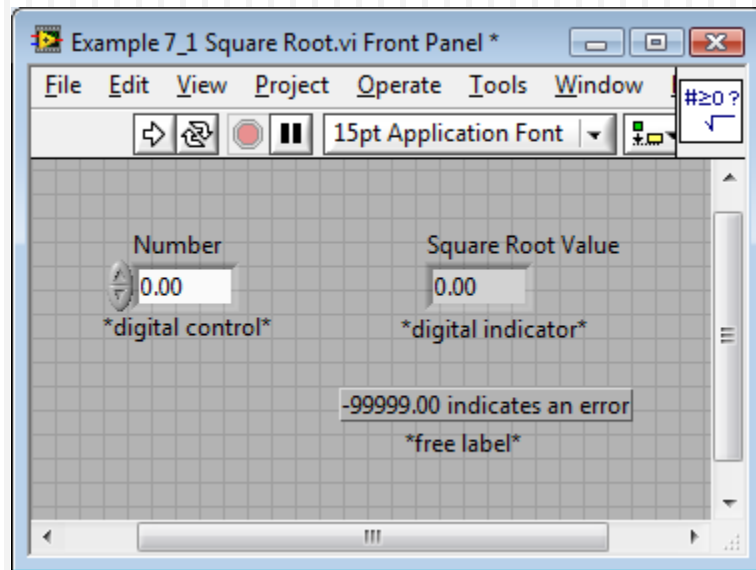 Example 7_1 Square Root.vi Front Panel *
File Edit View Project Operate Tools Window
#≥0 ?
√
15pt Application Font
Number
Square Root Value
0.00
0.00
*digital control*
*digital indicator*
-99999.00 indicates an error
*free label*